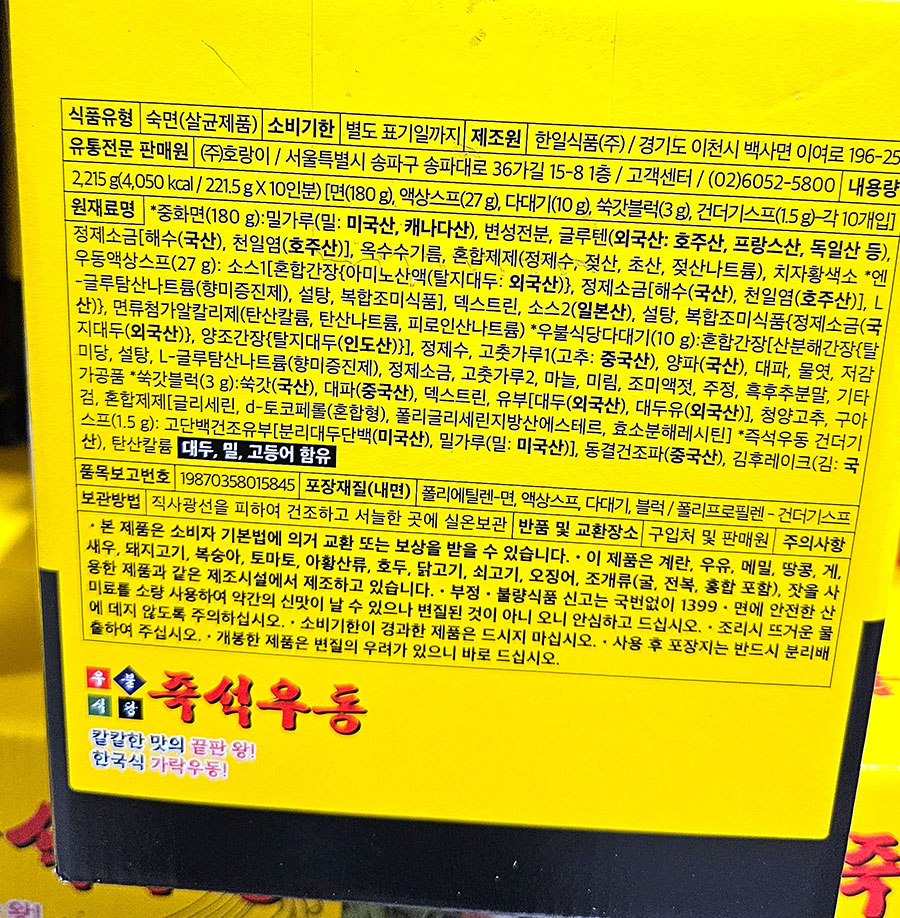 식품유형 숙면(살균제품) 소비기한 별도 표기일까지 제조원 한일식품(주) / 경기도 이천시 백사면 이여로 196-25
유통전문 판매원 (주)호랑이 / 서울특별시 송파구 송파대로 36가길 15-8 1층 / 고객센터 / (02)6052-5800 내용량
2,215 g(4,050 kcal / 221.5 g X 10인분) [면(180 g), 액상스프(27 g), 다대기(10 g), 쑥갓블럭(3 g), 건더기스프(1.5 g)-각 10개입]
원재료명 *중화면(180 g):밀가루(밀: 미국산, 캐나다산), 변성전분, 글루텐(외국산: 호주산, 프랑스산, 독일산 등),
정제소금[해수(국산), 천일염(호주산)], 옥수수기름, 혼합제제(정제수, 젖산, 초산, 젖산나트륨), 치자황색소 *엔
우동액상스프(27 g): 소스1[혼합간장{아미노산액(탈지대두: 외국산)}, 정제소금[해수(국산), 천일염(호주산)], L
-글루탐산나트륨(향미증진제), 설탕, 복합조미식품], 덱스트린, 소스2(일본산), 설탕, 복합조미식품{정제소금(국
산)}, 면류첨가알칼리제(탄산칼륨, 탄산나트륨, 피로인산나트륨) *우불식당다대기(10 g):혼합간장[산분해간장{탈
지대두(외국산)}, 양조간장{탈지대두(인도산)}], 정제수, 고춧가루1(고추: 중국산), 양파(국산), 대파, 물엿, 저감
미당, 설탕, L-글루탐산나트륨(향미증진제), 정제소금, 고춧가루2, 마늘, 미림, 조미액젓, 주정, 흑후추분말, 기타
가공품 *쑥갓블럭(3 g):쑥갓(국산), 대파(중국산), 덱스트린, 유부[대두(외국산), 대두유(외국산)], 청양고추, 구아
검, 혼합제제[글리세린, d-토코페롤(혼합형), 폴리글리세린지방산에스테르, 효소분해레시틴] *즉석우동 건더기
스프(1.5 g): 고단백건조유부[분리대두단백(미국산), 밀가루(밀: 미국산)], 동결건조파(중국산), 김후레이크(김: 국
산), 탄산칼륨 대두, 밀, 고등어 함유
품목보고번호 19870358015845 포장재질(내면) 폴리에틸렌-면, 액상스프, 다대기, 블럭 / 폴리프로필렌 - 건더기스프
보관방법 직사광선을 피하여 건조하고 서늘한 곳에 실온보관 반품 및 교환장소 구입처 및 판매원 주의사항
· 본 제품은 소비자 기본법에 의거 교환 또는 보상을 받을 수 있습니다. · 이 제품은 계란, 우유, 메밀, 땅콩, 게,
새우, 돼지고기, 복숭아, 토마토, 아황산류, 호두, 닭고기, 쇠고기, 오징어, 조개류(굴, 전복, 홍합 포함), 잣을 사
용한 제품과 같은 제조시설에서 제조하고 있습니다. · 부정 · 불량식품 신고는 국번없이 1399 · 면에 안전한 산
미료를 소량 사용하여 약간의 신맛이 날 수 있으나 변질된 것이 아니 오니 안심하고 드십시오. · 조리시 뜨거운 물
에 데지 않도록 주의하십시오. · 소비기한이 경과한 제품은 드시지 마십시오. · 사용 후 포장지는 반드시 분리배
출하여 주십시오. · 개봉한 제품은 변질의 우려가 있으니 바로 드십시오.
우불식왕 즉석우동
칼칼한 맛의 끝판 왕!
한국식 가락우동!
왕!
즉